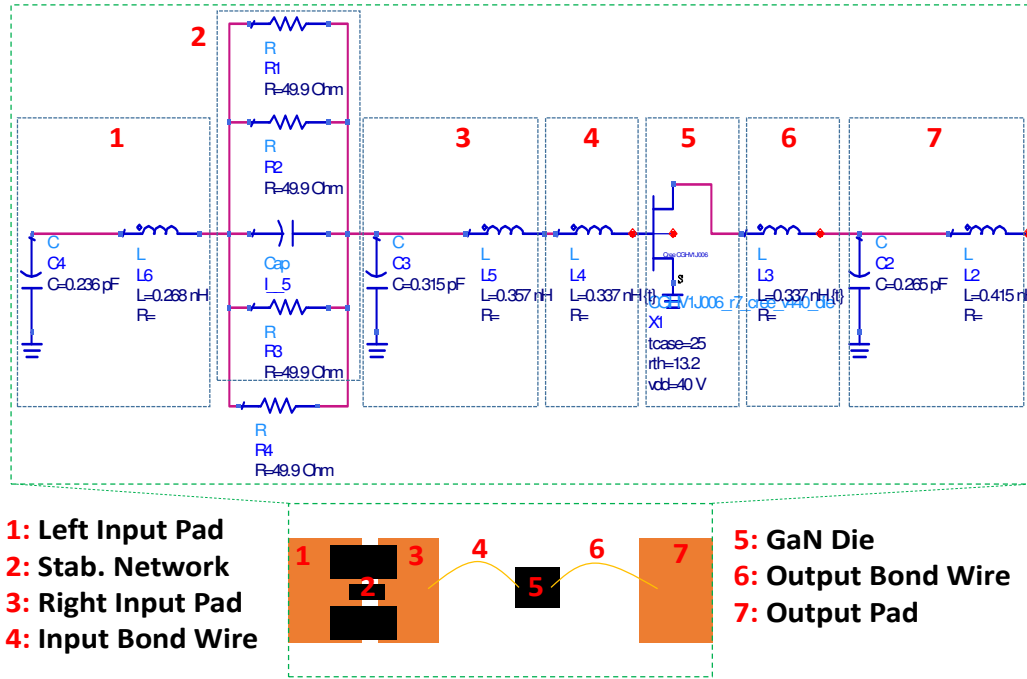 2
R
R1
R=49.9 Ohm
R
R2
R=49.9 Ohm
Cap
I__5
R
R3
R=49.9 Ohm
R
R4
R=49.9 Ohm
1
C
C4
C=0.236 pF
L
L6
L=0.268 nH
R=
3
C
C3
C=0.315 pF
L
L5
L=0.357 nH
R=
4
L
L4
L=0.337 nH {t}
R=
5
X1
tcase=25
rth=13.2
vdd=40 V
6
L
L3
L=0.337 nH {t}
R=
7
C
C2
C=0.265 pF
L
L2
L=0.415 nH
R=
1: Left Input Pad
2: Stab. Network
3: Right Input Pad
4: Input Bond Wire
1
2
3
4
5
6
7
5: GaN Die
6: Output Bond Wire
7: Output Pad